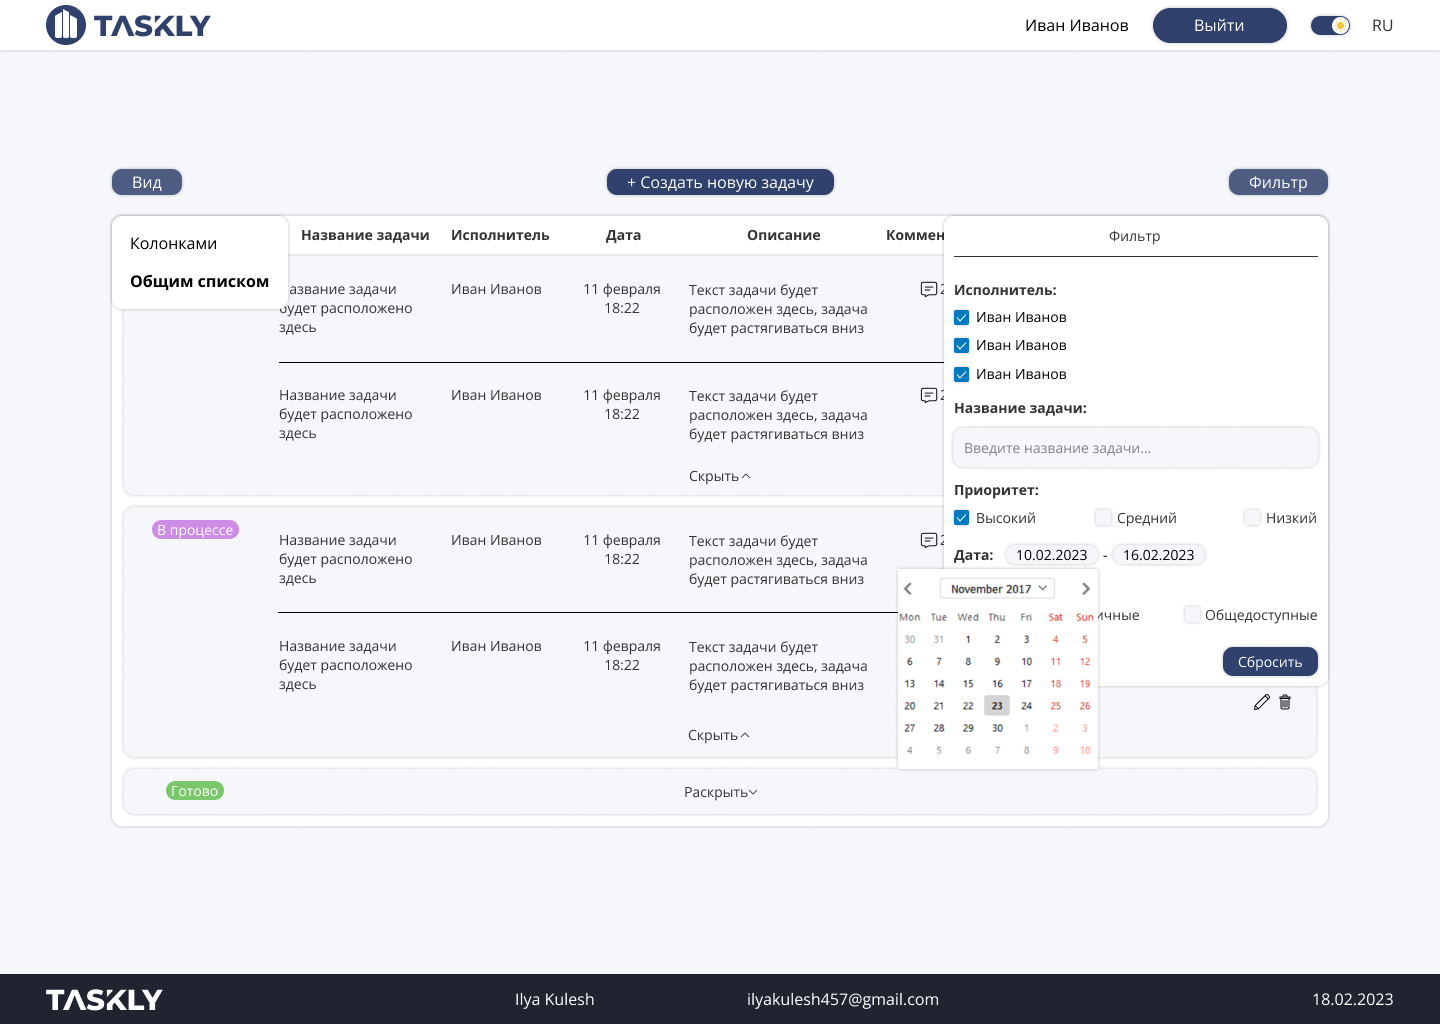 TASKLY
Иван Иванов
Выйти
RU
Вид
+ Создать новую задачу
Фильтр
Колонками
Общим списком
Название задачи
Исполнитель
Дата
Описание
Коммен
азвание задачи
будет расположено
здесь
Иван Иванов
11 февраля
18:22
Текст задачи будет
расположен здесь, задача
будет растягиваться вниз
Название задачи
будет расположено
здесь
Иван Иванов
11 февраля
18:22
Текст задачи будет
расположен здесь, задача
будет растягиваться вниз
Скрыть
В процессе
Название задачи
будет расположено
здесь
Иван Иванов
11 февраля
18:22
Текст задачи будет
расположен здесь, задача
будет растягиваться вниз
Название задачи
будет расположено
здесь
Иван Иванов
11 февраля
18:22
Текст задачи будет
расположен здесь, задача
будет растягиваться вниз
Скрыть
Готово
Раскрыть
Фильтр
Исполнитель:
Иван Иванов
Иван Иванов
Иван Иванов
Название задачи:
Введите название задачи...
Приоритет:
Высокий
Средний
Низкий
Дата: 10.02.2023 - 16.02.2023
ичные
Общедоступные
Сбросить
November 2017
Mon Tue Wed Thu Fri Sat Sun
30 31 1 2 3 4 5
6 7 8 9 10 11 12
13 14 15 16 17 18 19
20 21 22 23 24 25 26
27 28 29 30 1 2 3
4 5 6 7 8 9 10
TASKLY
Ilya Kulesh
ilyakulesh457@gmail.com
18.02.2023